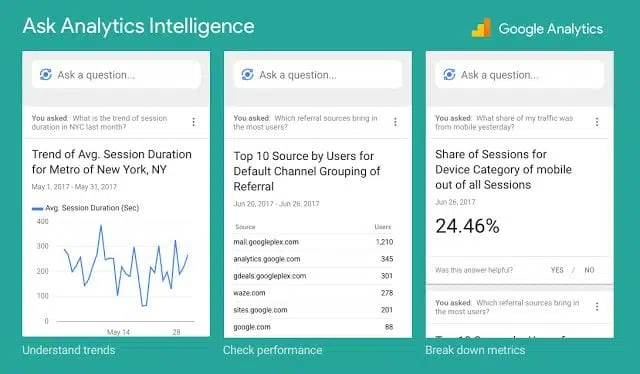 Ask Analytics Intelligence
Google Analytics
Ask a question...
You asked: What is the trend of session
duration in NYC last month?
Trend of Avg. Session Duration
for Metro of New York, NY
May 1, 2017 - May 31, 2017
Avg. Session Duration (Sec)
400
300
200
100
0
May 14
28
Understand trends
Ask a question...
You asked: Which referral sources bring in
the most users?
Top 10 Source by Users for
Default Channel Grouping of
Referral
Jun 20, 2017 - Jun 26, 2017
Source Users
mail.googleplex.com 1,210
analytics.google.com 345
gdeals.googleplex.com 301
waze.com 278
sites.google.com 201
google.com 88
Check performance
Ask a question...
You asked: What share of my traffic was
from mobile yesterday?
Share of Sessions for
Device Category of mobile
out of all Sessions
Jun 26, 2017
24.46%
Was this answer helpful? YES / NO
You asked: Which referral sources bring in
the most users?
Top 10 Source by Users for
Break down metrics